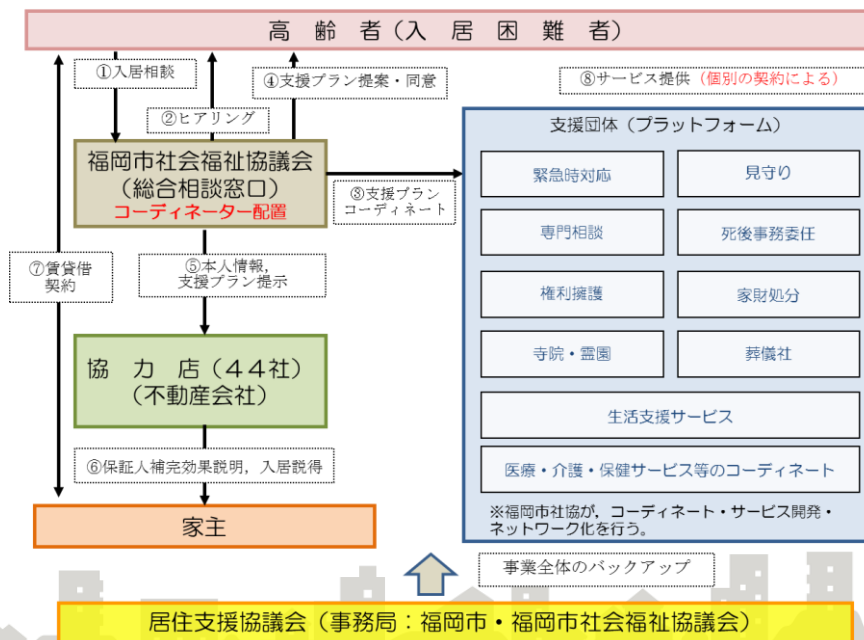 高齢者(入居困難者)
①入居相談
②ヒアリング
④支援プラン提案・同意
⑧サービス提供(個別の契約による)
福岡市社会福祉協議会
(総合相談窓口)
コーディネーター配置
③支援プラン
コーディネート
⑦賃貸借
契約
⑤本人情報,
支援プラン提示
協力店(44社)
(不動産会社)
⑥保証人補完効果説明,入居説得
家主
支援団体(プラットフォーム)
緊急時対応
見守り
専門相談
死後事務委任
権利擁護
家財処分
寺院・霊園
葬儀社
生活支援サービス
医療・介護・保健サービス等のコーディネート
※福岡市社協が,コーディネート・サービス開発・
ネットワーク化を行う。
事業全体のバックアップ
居住支援協議会(事務局:福岡市・福岡市社会福祉協議会)